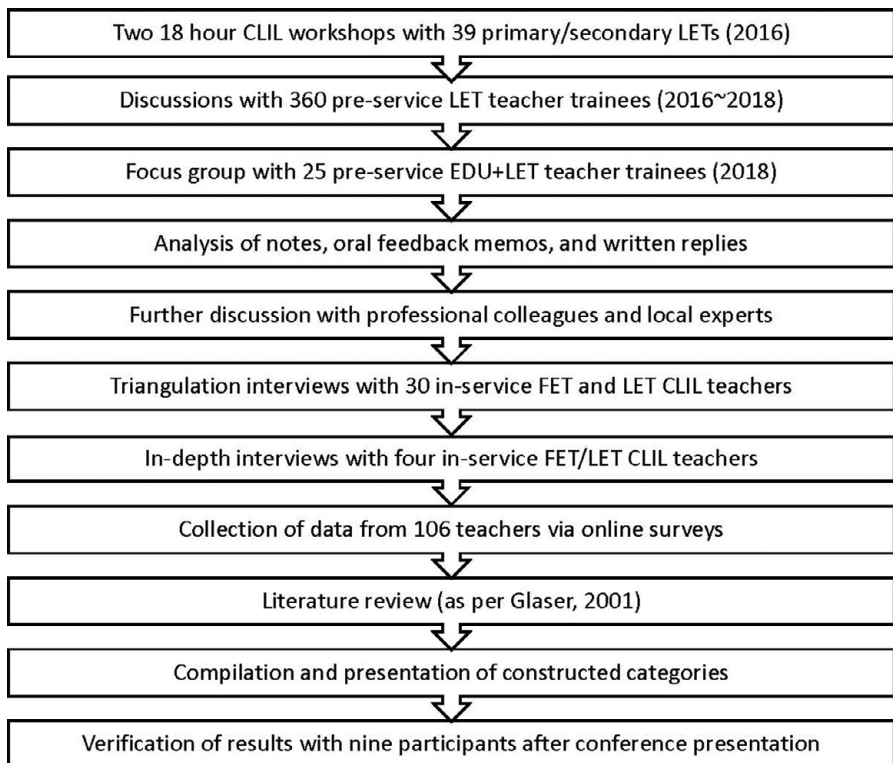 Two 18 hour CLIL workshops with 39 primary/secondary LETs (2016)
Discussions with 360 pre-service LET teacher trainees (2016~2018)
Focus group with 25 pre-service EDU+LET teacher trainees (2018)
Analysis of notes, oral feedback memos, and written replies
Further discussion with professional colleagues and local experts
Triangulation interviews with 30 in-service FET and LET CLIL teachers
In-depth interviews with four in-service FET/LET CLIL teachers
Collection of data from 106 teachers via online surveys
Literature review (as per Glaser, 2001)
Compilation and presentation of constructed categories
Verification of results with nine participants after conference presentation